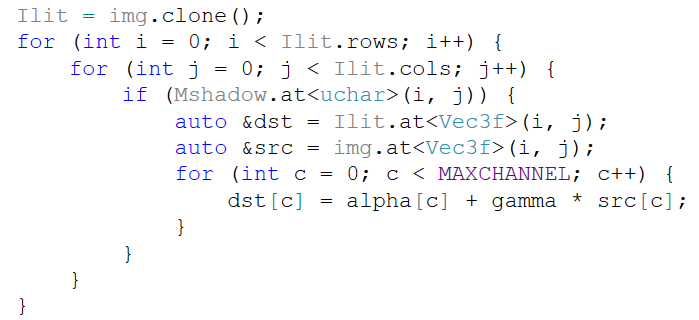 Ilit = img.clone();
for (int i = 0; i < Ilit.rows; i++) {
    for (int j = 0; j < Ilit.cols; j++) {
        if (Mshadow.at<uchar>(i, j)) {
            auto &dst = Ilit.at<Vec3f>(i, j);
            auto &src = img.at<Vec3f>(i, j);
            for (int c = 0; c < MAXCHANNEL; c++) {
                dst[c] = alpha[c] + gamma * src[c];
            }
        }
    }
}